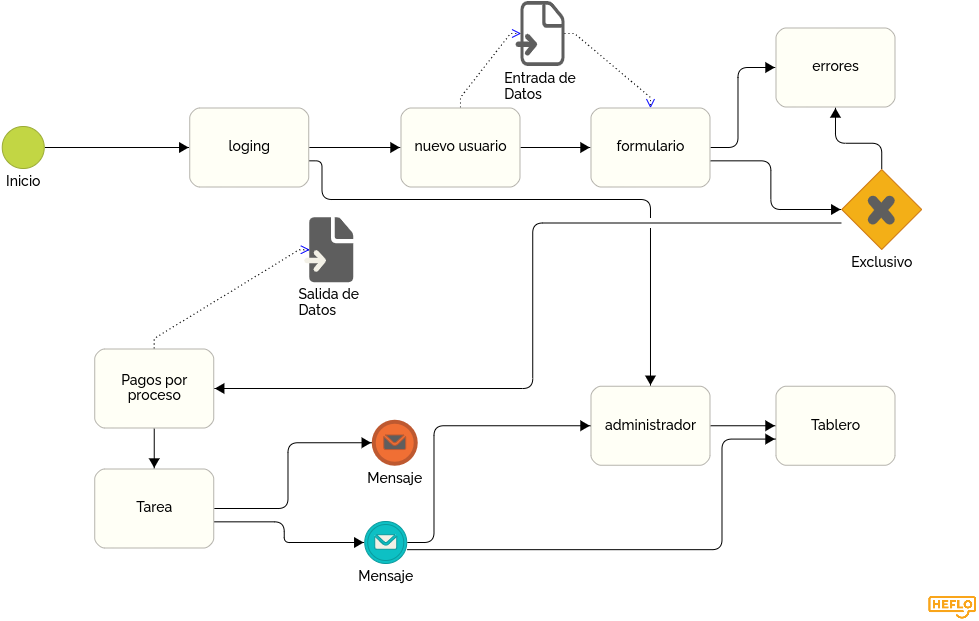 Entrada de
Datos
errores
loging
nuevo usuario
formulario
Inicio
Exclusivo
Salida de
Datos
Pagos por
proceso
administrador
Tablero
Mensaje
Tarea
Mensaje
HEFLO